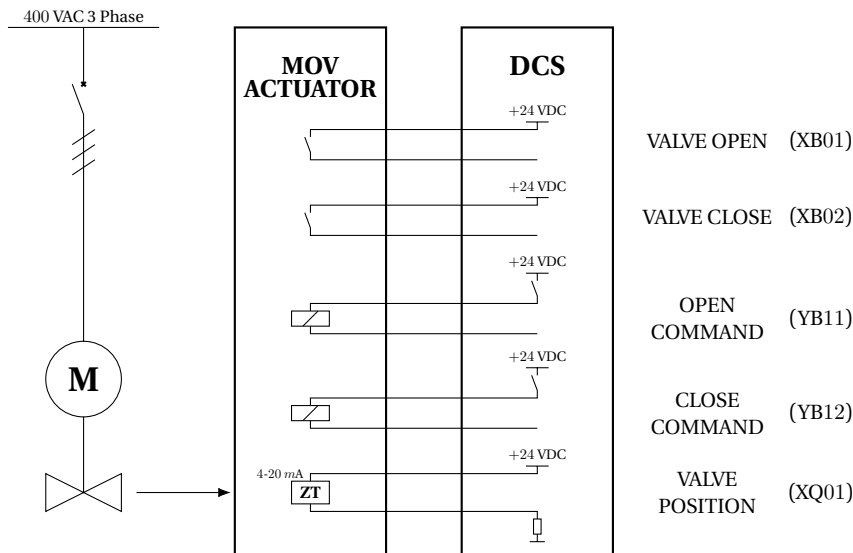 400 VAC 3 Phase
MOV
ACTUATOR
DCS
+24 VDC
VALVE OPEN (XB01)
+24 VDC
VALVE CLOSE (XB02)
+24 VDC
OPEN
COMMAND (YB11)
+24 VDC
M
CLOSE
COMMAND (YB12)
+24 VDC
4-20 mA
ZT
VALVE
POSITION (XQ01)